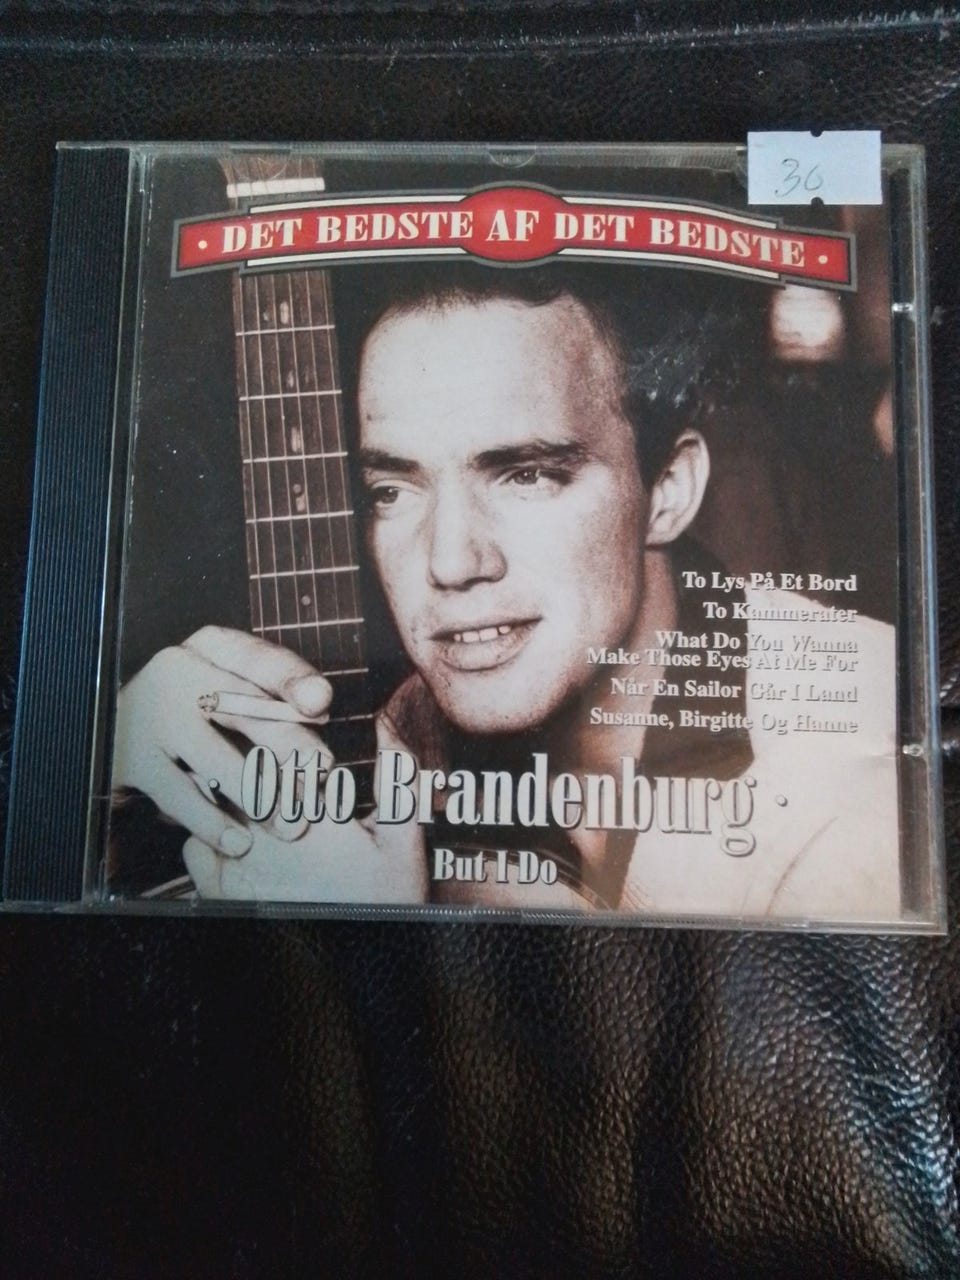 30
· DET BEDSTE AF DET BEDSTE ·
To Lys På Et Bord
To Kammerater
What Do You Wanna
Make Those Eyes At Me For
Når En Sailor Går I Land
Susanne, Birgitte Og Hanne
· Otto Brandenburg ·
But I Do